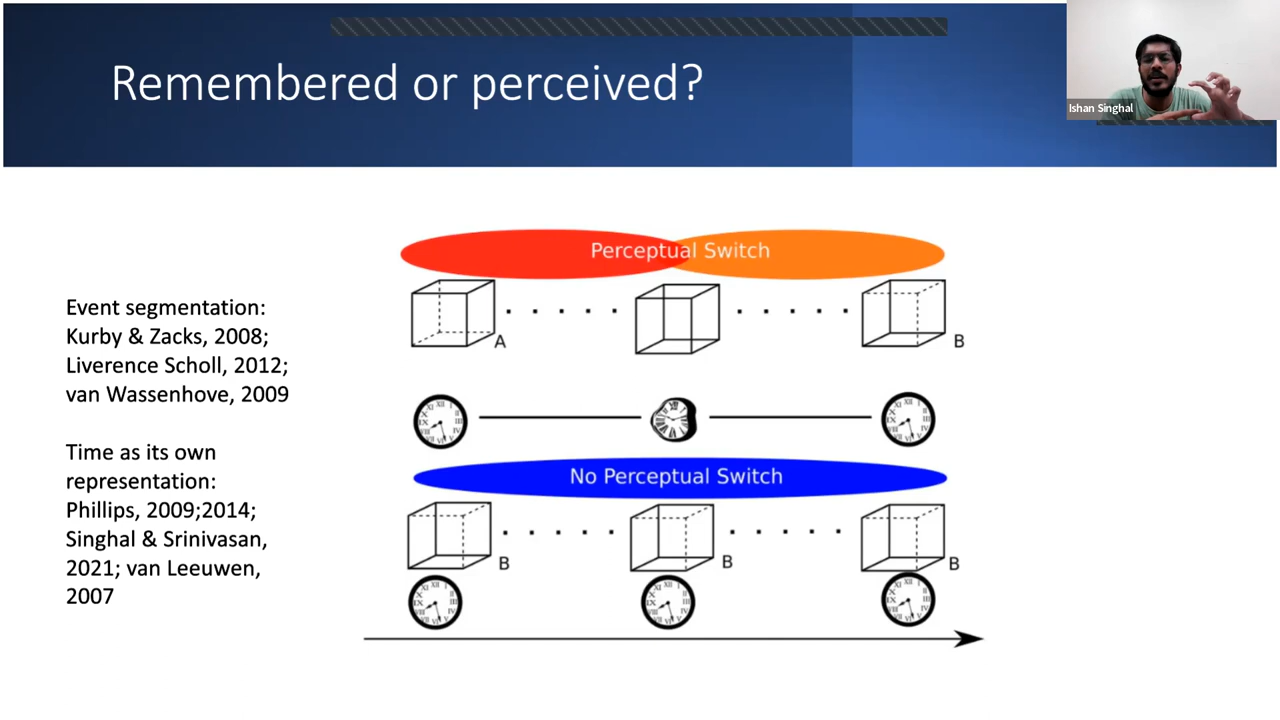 Remembered or perceived?
Ishan Singhal
Event segmentation:
Kurby & Zacks, 2008;
Liverence Scholl, 2012;
van Wassenhove, 2009
Time as its own
representation:
Phillips, 2009;2014;
Singhal & Srinivasan,
2021; van Leeuwen,
2007
Perceptual Switch
A
B
No Perceptual Switch
B
B
B